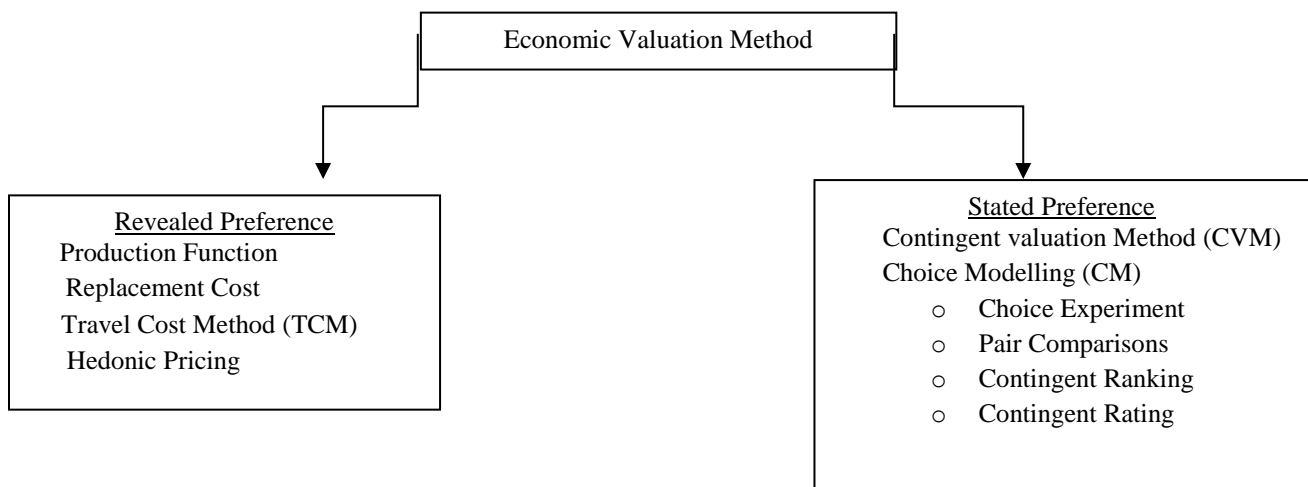 Economic Valuation Method
Revealed Preference
Production Function
Replacement Cost
Travel Cost Method (TCM)
Hedonic Pricing
Stated Preference
Contingent valuation Method (CVM)
Choice Modelling (CM)
o Choice Experiment
o Pair Comparisons
o Contingent Ranking
o Contingent Rating